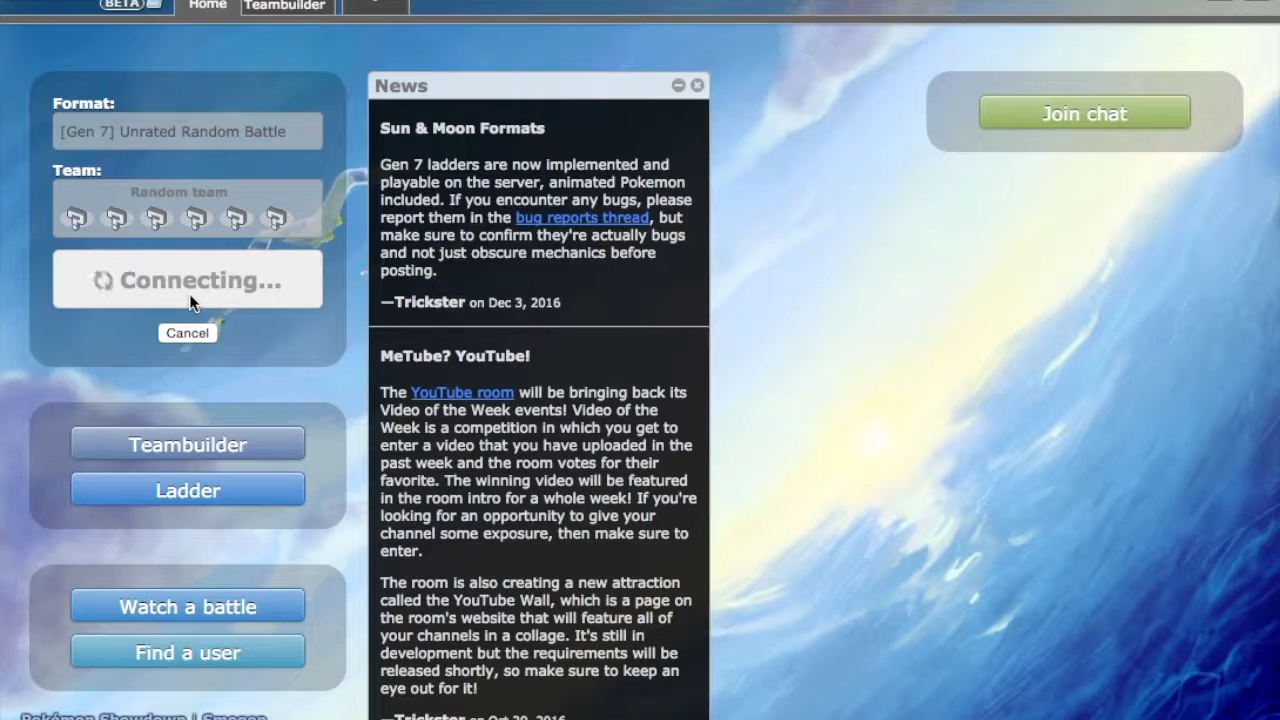 BETA
Home
Teambuilder
Format:
[Gen 7] Unrated Random Battle
Team:
Random team
Connecting...
Cancel
Teambuilder
Ladder
Watch a battle
Find a user
Pokémon Showdown | Smogon
News
Sun & Moon Formats
Gen 7 ladders are now implemented and
playable on the server, animated Pokemon
included. If you encounter any bugs, please
report them in the bug reports thread, but
make sure to confirm they're actually bugs
and not just obscure mechanics before
posting.
—Trickster on Dec 3, 2016
MeTube? YouTube!
The YouTube room will be bringing back its
Video of the Week events! Video of the
Week is a competition in which you get to
enter a video that you have uploaded in the
past week and the room votes for their
favorite. The winning video will be featured
in the room intro for a whole week! If you're
looking for an opportunity to give your
channel some exposure, then make sure to
enter.
The room is also creating a new attraction
called the YouTube Wall, which is a page on
the room's website that will feature all of
your channels in a collage. It's still in
development but the requirements will be
released shortly, so make sure to keep an
eye out for it!
—Trickster on Oct 20, 2016
Join chat